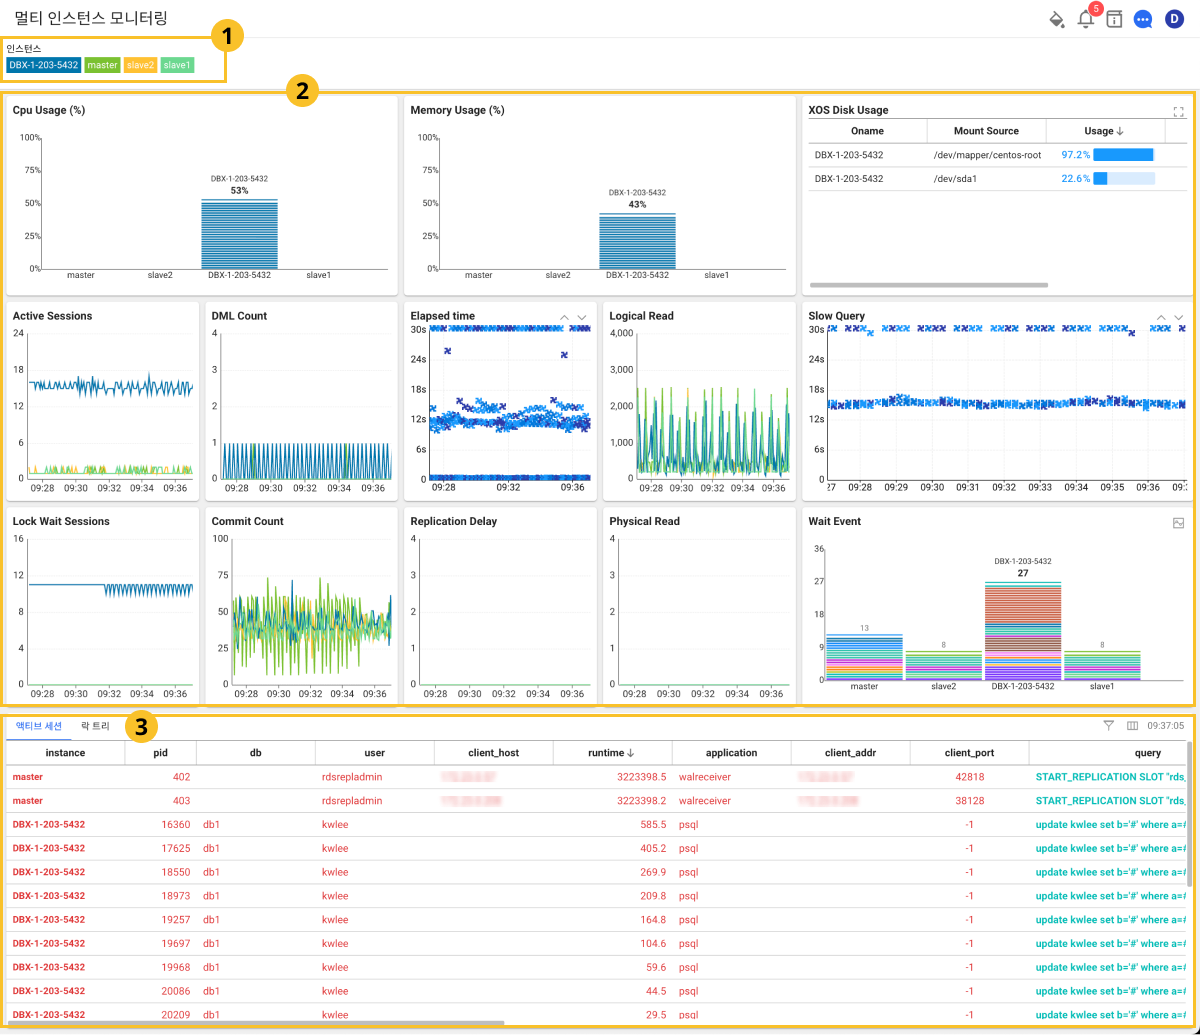 멀티 인스턴스 모니터링
5
D
1
인스턴스
DBX-1-203-5432 master slave2 slave1
2
Cpu Usage (%)
100%
75%
50%
25%
0%
DBX-1-203-5432
53%
master slave2 DBX-1-203-5432 slave1
Memory Usage (%)
100%
75%
50%
25%
0%
DBX-1-203-5432
43%
master slave2 DBX-1-203-5432 slave1
XOS Disk Usage
Oname Mount Source Usage
DBX-1-203-5432 /dev/mapper/centos-root 97.2%
DBX-1-203-5432 /dev/sda1 22.6%
Active Sessions
24
18
12
6
0
09:28 09:30 09:32 09:34 09:36
DML Count
4
3
2
1
0
09:28 09:30 09:32 09:34 09:36
Elapsed time
30s
24s
18s
12s
6s
0
09:28 09:32 09:36
Logical Read
4,000
3,000
2,000
1,000
0
09:28 09:30 09:32 09:34 09:36
Slow Query
30s
24s
18s
12s
6s
0
:27 09:28 09:29 09:30 09:31 09:32 09:33 09:34 09:35 09:36 09:3
Lock Wait Sessions
16
12
8
4
0
09:28 09:30 09:32 09:34 09:36
Commit Count
100
75
50
25
0
09:28 09:30 09:32 09:34 09:36
Replication Delay
4
3
2
1
0
09:28 09:30 09:32 09:34 09:36
Physical Read
4
3
2
1
0
09:28 09:30 09:32 09:34 09:36
Wait Event
36
27
18
9
0
13
8
DBX-1-203-5432
27
8
master slave2 DBX-1-203-5432 slave1
액티브 세션 락 트리
3
09:37:05
instance pid db user client_host runtime application client_addr client_port query
master 402 rdsrepladmin 3223398.5 walreceiver 42818 START_REPLICATION SLOT "rds_
master 403 rdsrepladmin 3223398.2 walreceiver 38128 START_REPLICATION SLOT "rds_
DBX-1-203-5432 16360 db1 kwlee 585.5 psql -1 update kwlee set b='#' where a=#
DBX-1-203-5432 17625 db1 kwlee 405.2 psql -1 update kwlee set b='#' where a=#
DBX-1-203-5432 18550 db1 kwlee 269.9 psql -1 update kwlee set b='#' where a=#
DBX-1-203-5432 18973 db1 kwlee 209.8 psql -1 update kwlee set b='#' where a=#
DBX-1-203-5432 19257 db1 kwlee 164.8 psql -1 update kwlee set b='#' where a=#
DBX-1-203-5432 19697 db1 kwlee 104.6 psql -1 update kwlee set b='#' where a=#
DBX-1-203-5432 19968 db1 kwlee 59.6 psql -1 update kwlee set b='#' where a=#
DBX-1-203-5432 20086 db1 kwlee 44.5 psql -1 update kwlee set b='#' where a=#
DBX-1-203-5432 20209 db1 kwlee 29.5 psql -1 update kwlee set b='#' where a=#